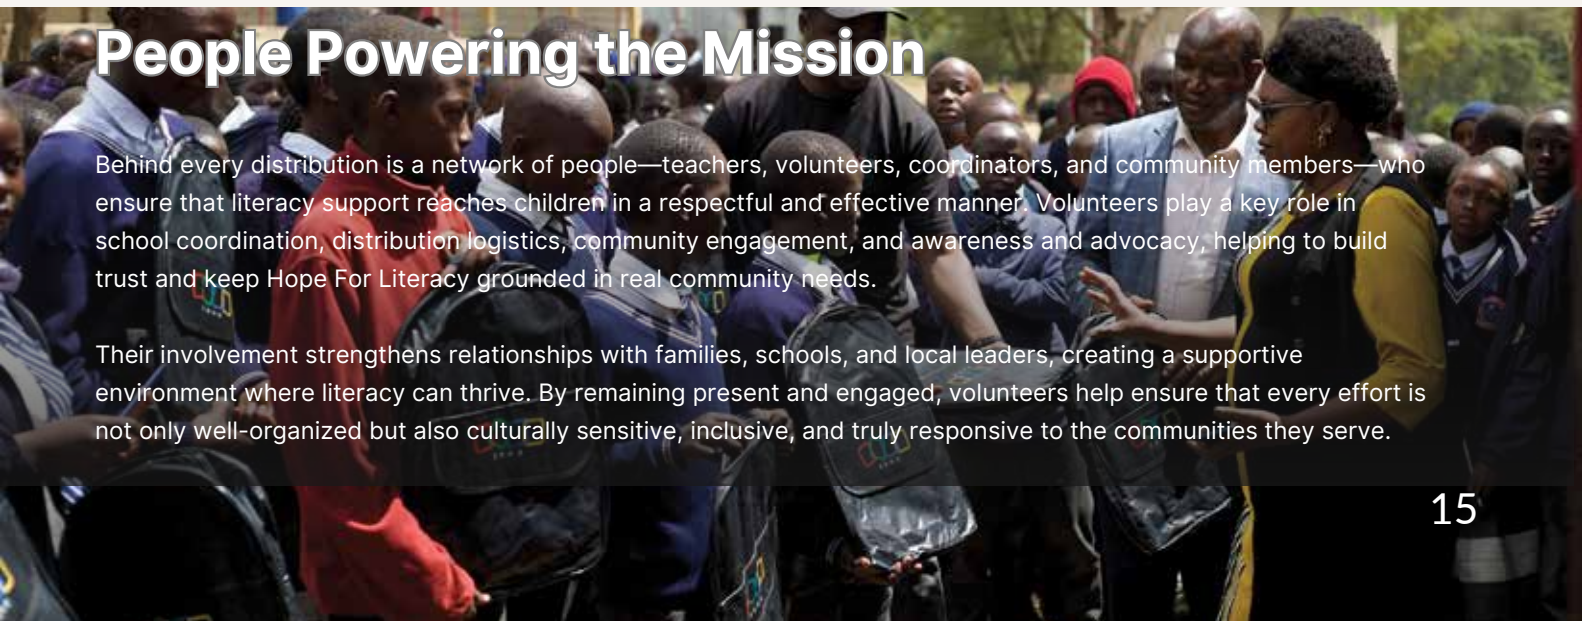 People Powering the Mission
Behind every distribution is a network of people—teachers, volunteers, coordinators, and community members—who
ensure that literacy support reaches children in a respectful and effective manner. Volunteers play a key role in
school coordination, distribution logistics, community engagement, and awareness and advocacy, helping to build
trust and keep Hope For Literacy grounded in real community needs.
Their involvement strengthens relationships with families, schools, and local leaders, creating a supportive
environment where literacy can thrive. By remaining present and engaged, volunteers help ensure that every effort is
not only well-organized but also culturally sensitive, inclusive, and truly responsive to the communities they serve.
15